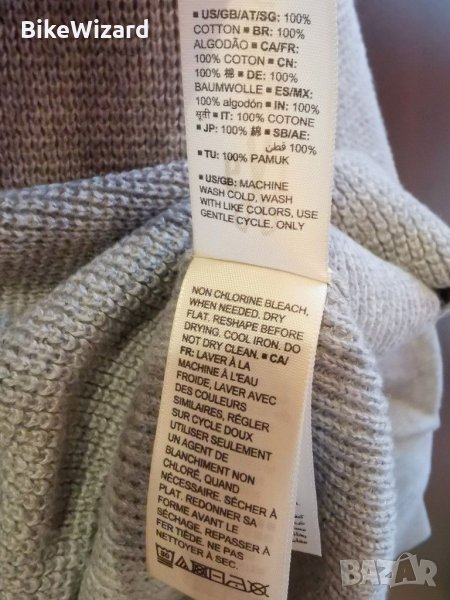 BikeWizard
■ US/GB/AT/SG: 100%
COTTON ■ BR: 100%
ALGODÃO ■ CA/FR:
100% COTON ■ CN:
100% 棉 ■ DE: 100%
BAUMWOLLE ■ ES/MX:
100% algodón ■ IN: 100%
सूती ■ IT: 100% COTONE
■ JP: 100% 綿 ■ SB/AE:
100% قطن
■ TU: 100% PAMUK
■ US/GB: MACHINE
WASH COLD, WASH
WITH LIKE COLORS, USE
GENTLE CYCLE. ONLY
NON CHLORINE BLEACH,
WHEN NEEDED. DRY
FLAT. RESHAPE BEFORE
DRYING. COOL IRON. DO
NOT DRY CLEAN. ■ CA/
FR: LAVER À LA
MACHINE À L'EAU
FROIDE, LAVER AVEC
DES COULEURS
SIMILAIRES, RÉGLER
SUR CYCLE DOUX
UTILISER SEULEMENT
UN AGENT DE
BLANCHIMENT NON
CHLORÉ, QUAND
NÉCESSAIRE. SÉCHER À
PLAT. REDONNER SA
FORME AVANT LE
SÉCHAGE. REPASSER À
FER TIÈDE. NE PAS
NETTOYER À SEC.
BAZAR